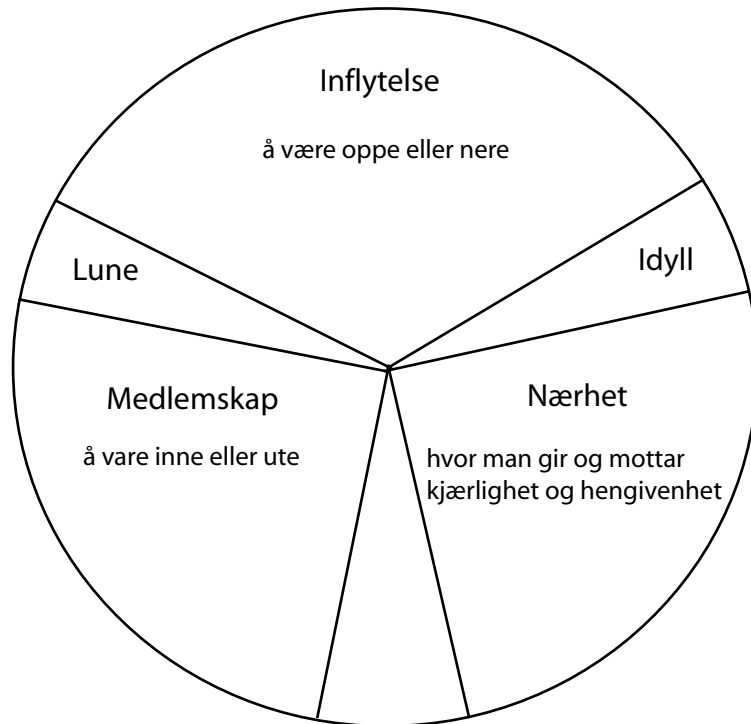 Inflytelse
å være oppe eller nere
Lune
Idyll
Medlemskap
å vare inne eller ute
Nærhet
hvor man gir og mottar
kjærlighet og hengivenhet